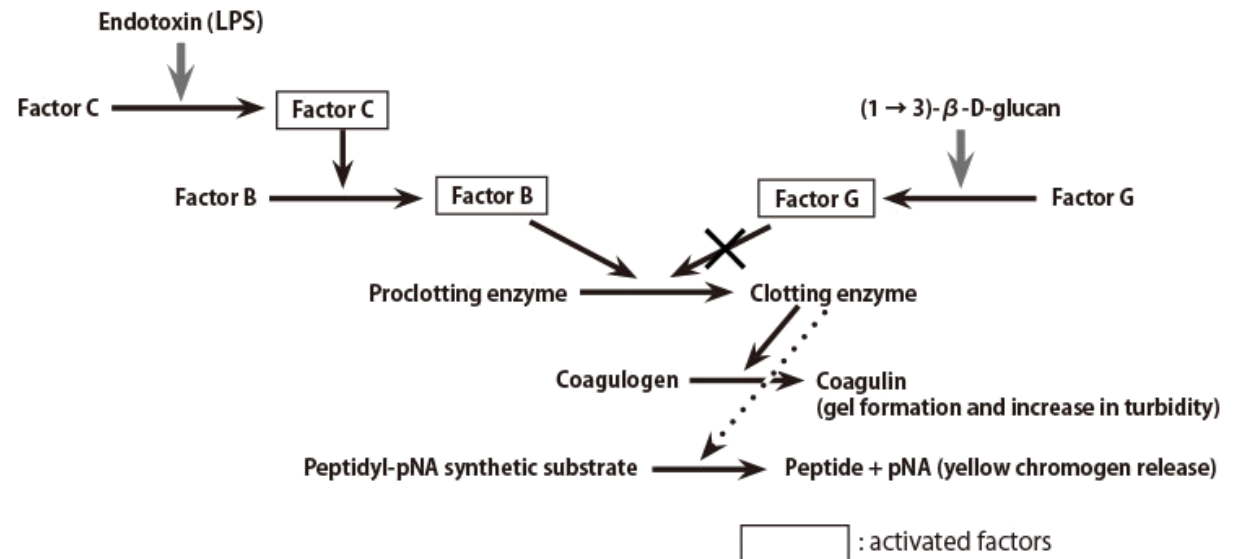 Endotoxin (LPS)
Factor C
Factor C
(1 → 3)-β-D-glucan
Factor B
Factor B
Factor G
Factor G
Proclotting enzyme
Clotting enzyme
Coagulogen
Coagulin
(gel formation and increase in turbidity)
Peptidyl-pNA synthetic substrate
Peptide + pNA (yellow chromogen release)
: activated factors